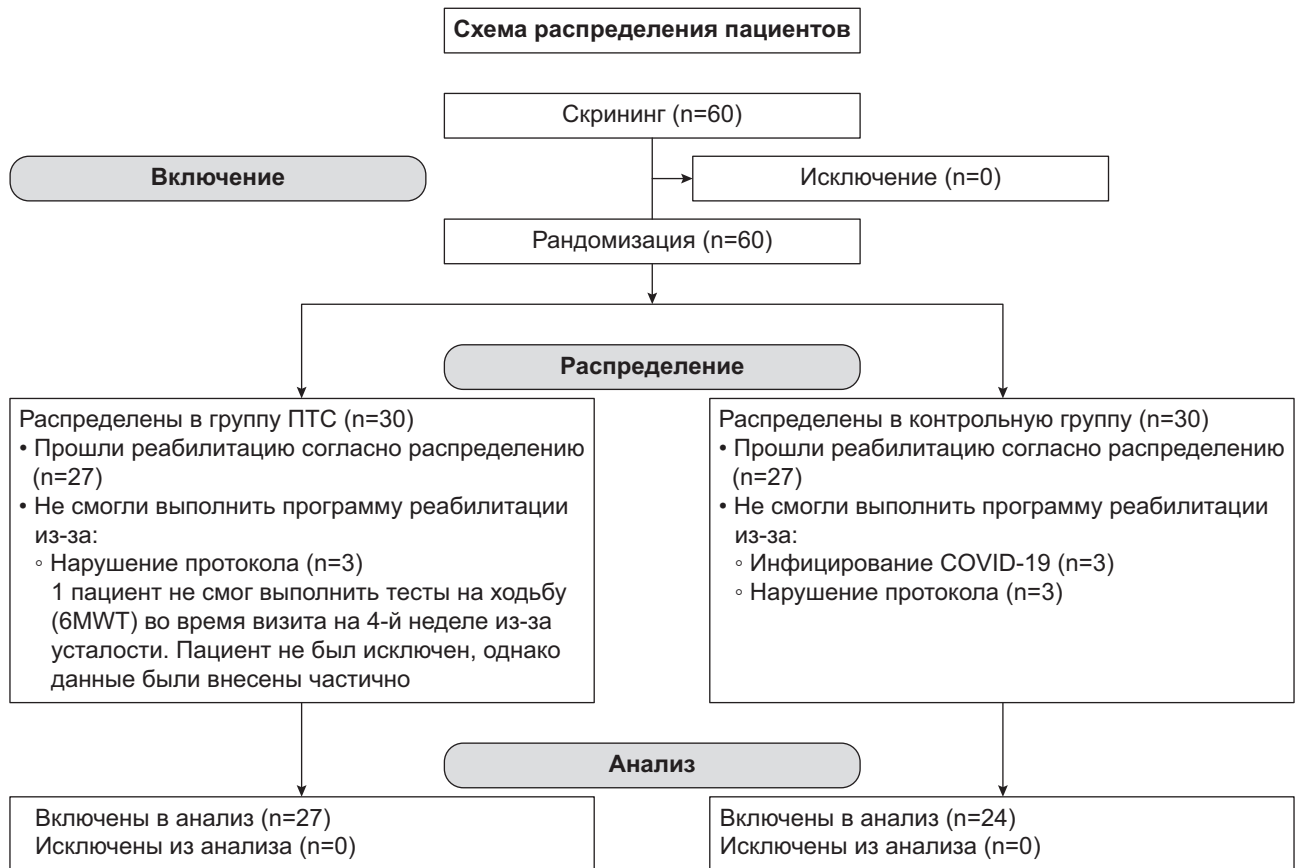 Схема распределения пациентов
Скрининг (n=60)
Включение
Исключение (n=0)
Рандомизация (n=60)
Распределение
Распределены в группу ПТС (n=30)
• Прошли реабилитацию согласно распределению
(n=27)
• Не смогли выполнить программу реабилитации
из-за:
◦ Нарушение протокола (n=3)
1 пациент не смог выполнить тесты на ходьбу
(6MWT) во время визита на 4-й неделе из-за
усталости. Пациент не был исключен, однако
данные были внесены частично
Распределены в контрольную группу (n=30)
• Прошли реабилитацию согласно распределению
(n=27)
• Не смогли выполнить программу реабилитации
из-за:
◦ Инфицирование COVID-19 (n=3)
◦ Нарушение протокола (n=3)
Анализ
Включены в анализ (n=27)
Исключены из анализа (n=0)
Включены в анализ (n=24)
Исключены из анализа (n=0)